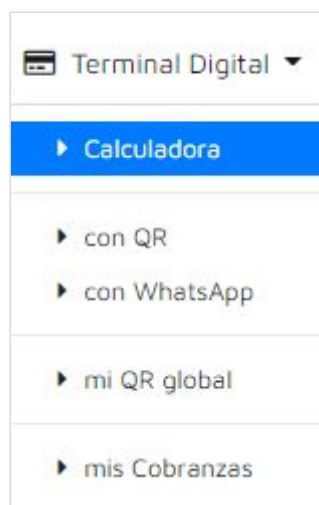 Terminal Digital
Calculadora
con QR
con WhatsApp
mi QR global
mis Cobranzas